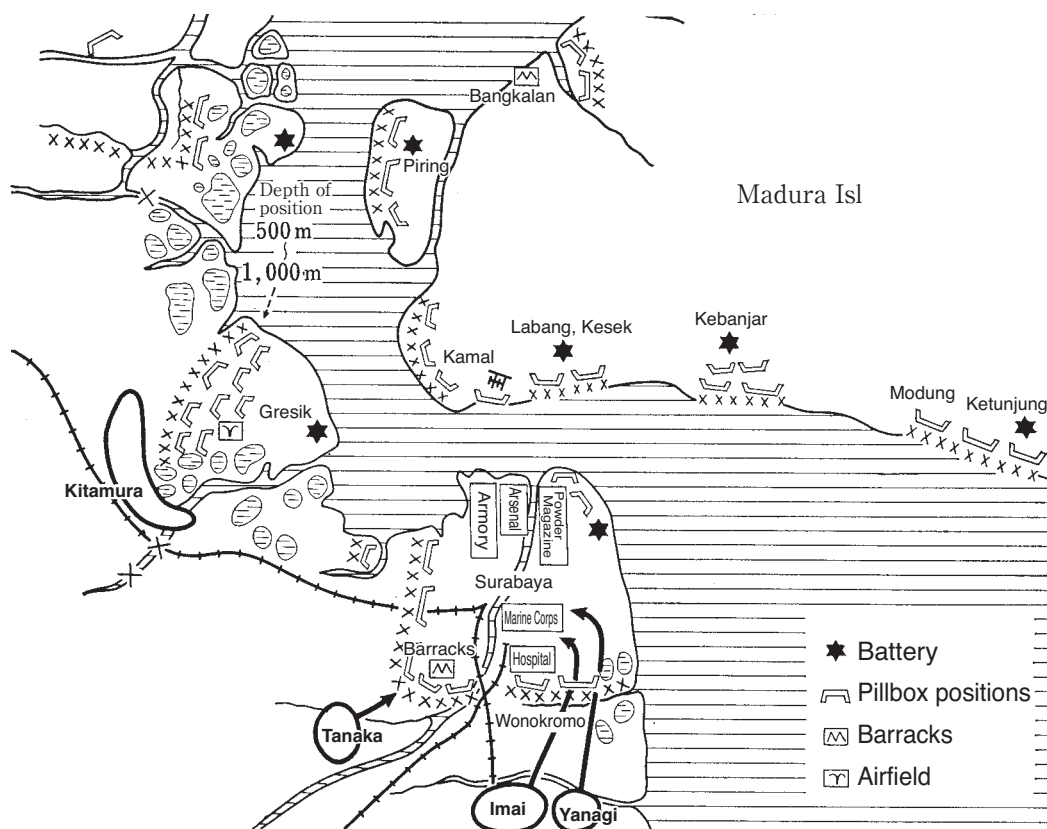 Bangkalan
Piring
Madura Isl
Depth of
position
500 m
~
1,000 m
Kebanjar
Labang, Kesek
Kamal
Modung
Ketunjung
Gresik
Kitamura
Armory
Arsenal
Powder
Magazine
Surabaya
Marine Corps
Barracks
Hospital
Wonokromo
Tanaka
Imai
Yanagi
Battery
Pillbox positions
Barracks
Airfield